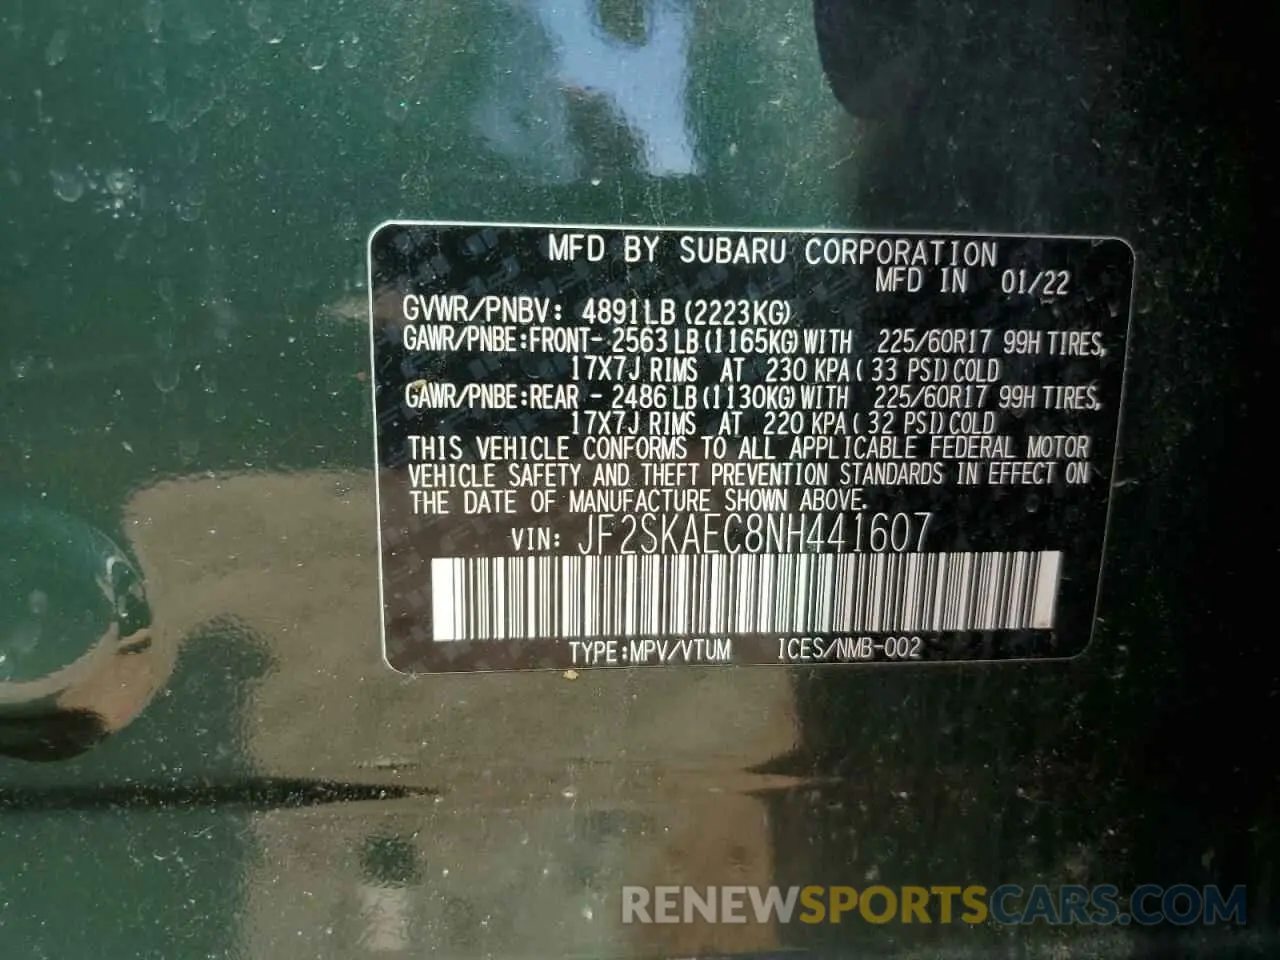 MFD BY SUBARU CORPORATION
MFD IN 01/22
GVWR/PNBV: 4891LB (2223KG)
GAWR/PNBE:FRONT- 2563 LB (1165KG) WITH 225/60R17 99H TIRES,
17X7J RIMS AT 230 KPA ( 33 PSI) COLD
GAWR/PNBE:REAR - 2486 LB (1130KG) WITH 225/60R17 99H TIRES,
17X7J RIMS AT 220 KPA ( 32 PSI) COLD
THIS VEHICLE CONFORMS TO ALL APPLICABLE FEDERAL MOTOR
VEHICLE SAFETY AND THEFT PREVENTION STANDARDS IN EFFECT ON
THE DATE OF MANUFACTURE SHOWN ABOVE.
VIN: JF2SKAEC8NH441607
TYPE:MPV/VTUM ICES/NMB-002
RENEWSPORTSCARS.COM